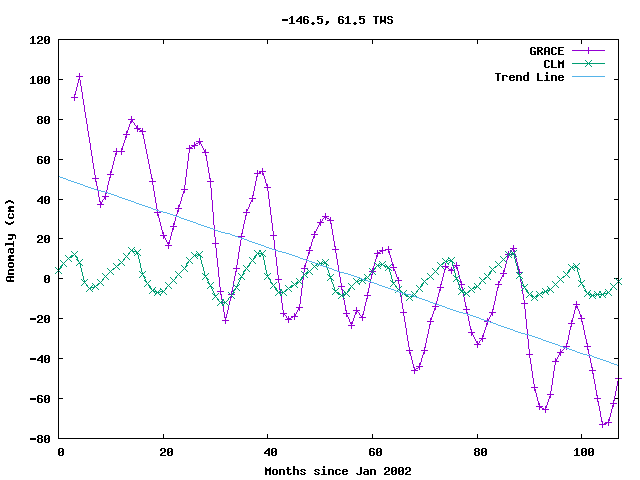 -146.5, 61.5 TWS
GRACE
CLM
Trend Line
120
100
80
60
40
20
0
-20
-40
-60
-80
Anomaly (cm)
0 20 40 60 80 100
Months since Jan 2002